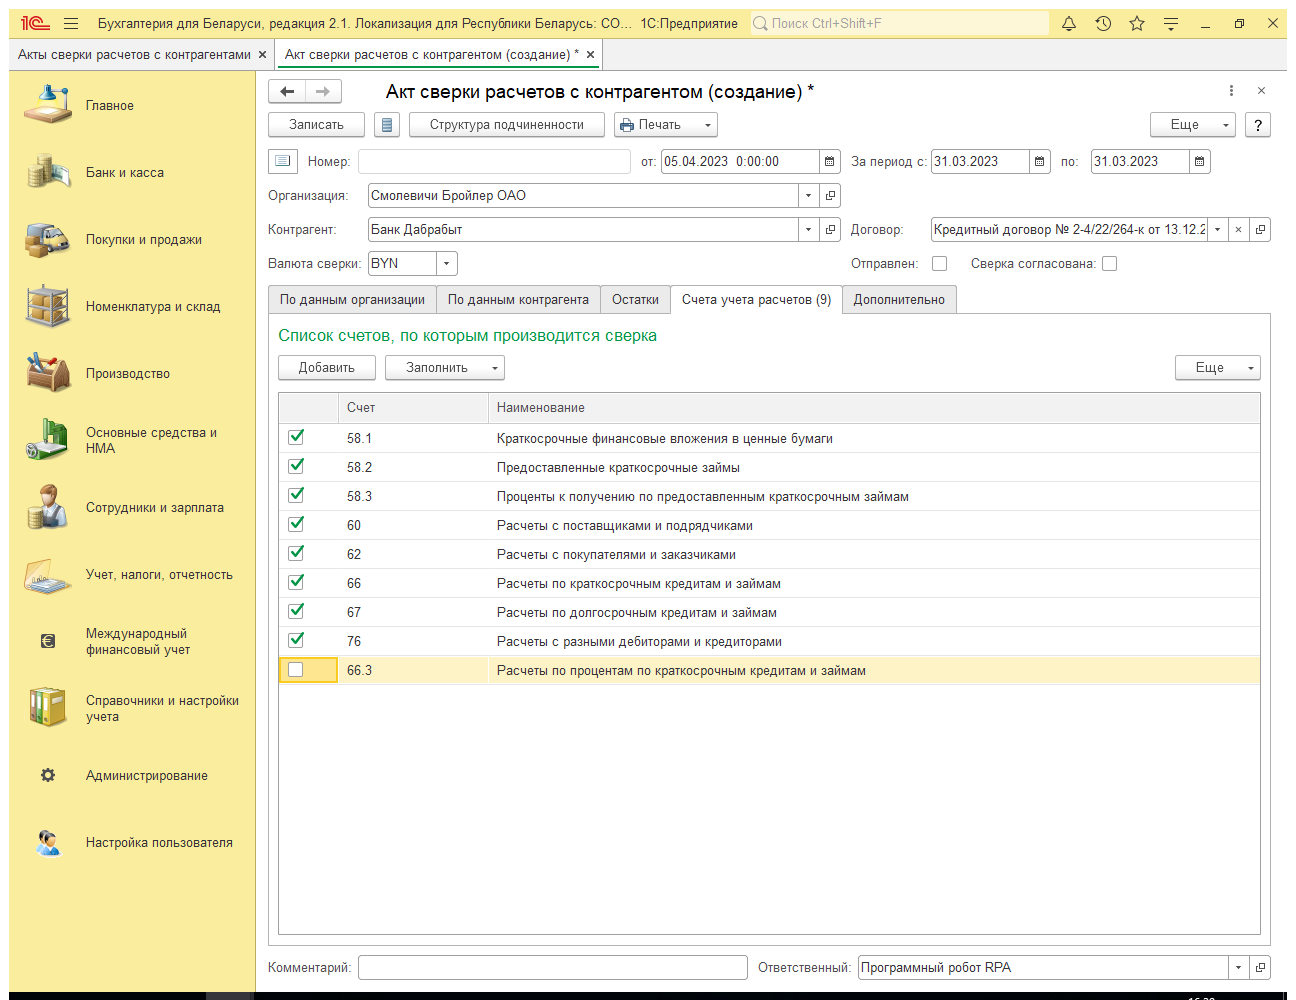 Бухгалтерия для Беларуси, редакция 2.1. Локализация для Республики Беларусь: СО... 1С:Предприятие
Поиск Ctrl+Shift+F
Акты сверки расчетов с контрагентами ×
Акт сверки расчетов с контрагентом (создание) * ×
Главное
Банк и касса
Покупки и продажи
Номенклатура и склад
Производство
Основные средства и
НМА
Сотрудники и зарплата
Учет, налоги, отчетность
Международный
финансовый учет
Справочники и настройки
учета
Администрирование
Настройка пользователя
Акт сверки расчетов с контрагентом (создание) *
Записать
Структура подчиненности
Печать
Еще
?
Номер:
от: 05.04.2023 0:00:00
За период с: 31.03.2023
по: 31.03.2023
Организация: Смолевичи Бройлер ОАО
Контрагент: Банк Дабрабыт
Договор: Кредитный договор № 2-4/22/264-к от 13.12.2
Валюта сверки: BYN
Отправлен:
Сверка согласована:
По данным организации
По данным контрагента
Остатки
Счета учета расчетов (9)
Дополнительно
Список счетов, по которым производится сверка
Добавить
Заполнить
Еще
Счет Наименование
58.1 Краткосрочные финансовые вложения в ценные бумаги
58.2 Предоставленные краткосрочные займы
58.3 Проценты к получению по предоставленным краткосрочным займам
60 Расчеты с поставщиками и подрядчиками
62 Расчеты с покупателями и заказчиками
66 Расчеты по краткосрочным кредитам и займам
67 Расчеты по долгосрочным кредитам и займам
76 Расчеты с разными дебиторами и кредиторами
66.3 Расчеты по процентам по краткосрочным кредитам и займам
Комментарий:
Ответственный: Программный робот RPA